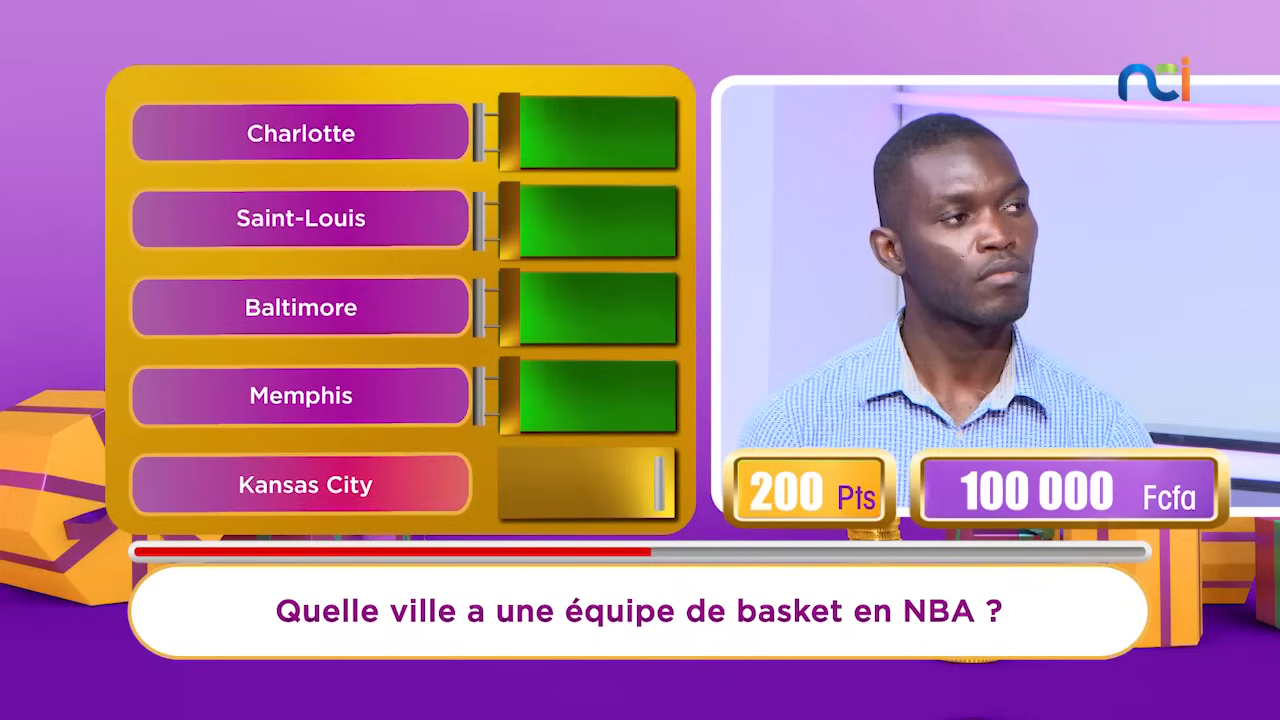 nci
Charlotte
Saint-Louis
Baltimore
Memphis
Kansas City
200 Pts
100 000 Fcfa
Quelle ville a une équipe de basket en NBA ?